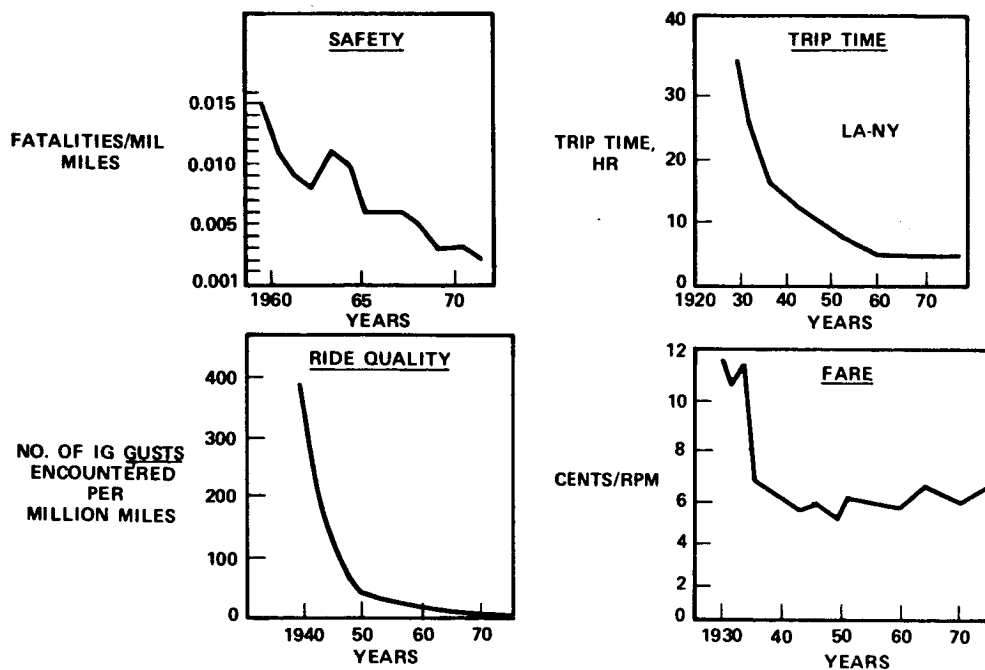 SAFETY
FATALITIES/MIL
MILES
0.015
0.010
0.005
0.001
1960 65 70
YEARS
TRIP TIME
LA-NY
TRIP TIME,
HR
40
30
20
10
0
1920 30 40 50 60 70
YEARS
RIDE QUALITY
NO. OF IG GUSTS
ENCOUNTERED
PER
MILLION MILES
400
300
200
100
0
1940 50 60 70
YEARS
FARE
CENTS/RPM
12
10
8
6
4
2
0
1930 40 50 60 70
YEARS